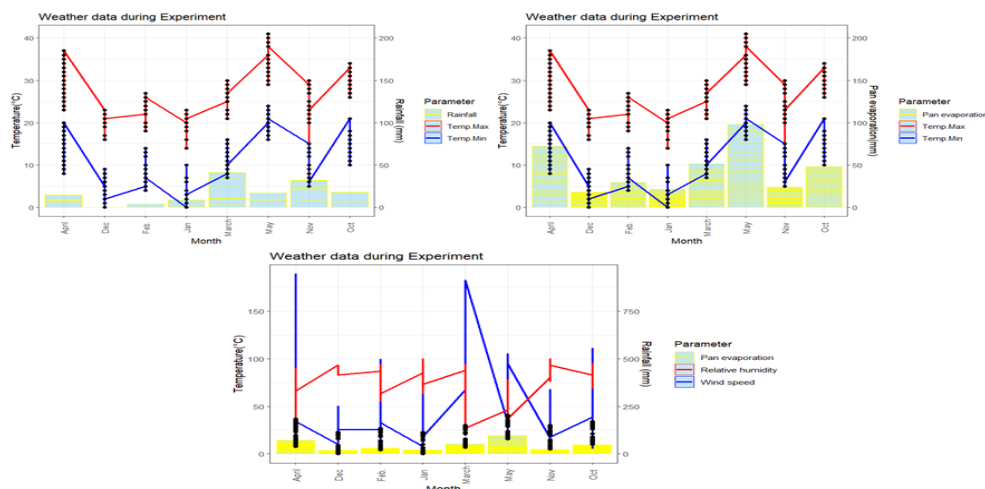 Weather data during Experiment
40
30
20
10
0
Temperature(°C)
200
150
100
50
0
Rainfall (mm)
April
Dec
Feb.
Jan
March
May
Nov
Oct
Month
Parameter
Rainfall
Temp.Max
Temp.Min
Weather data during Experiment
40
30
20
10
0
Temperature(°C)
200
150
100
50
0
Pan evaporation(mm)
April
Dec
Feb.
Jan
March
May
Nov
Oct
Month
Parameter
Pan evaporation
Temp.Max
Temp.Min
Weather data during Experiment
150
100
50
0
Temperature(°C)
750
500
250
0
Rainfall (mm)
April
Dec
Feb.
Jan
March
May
Nov
Oct
Month
Parameter
Pan evaporation
Relative humidity
Wind speed